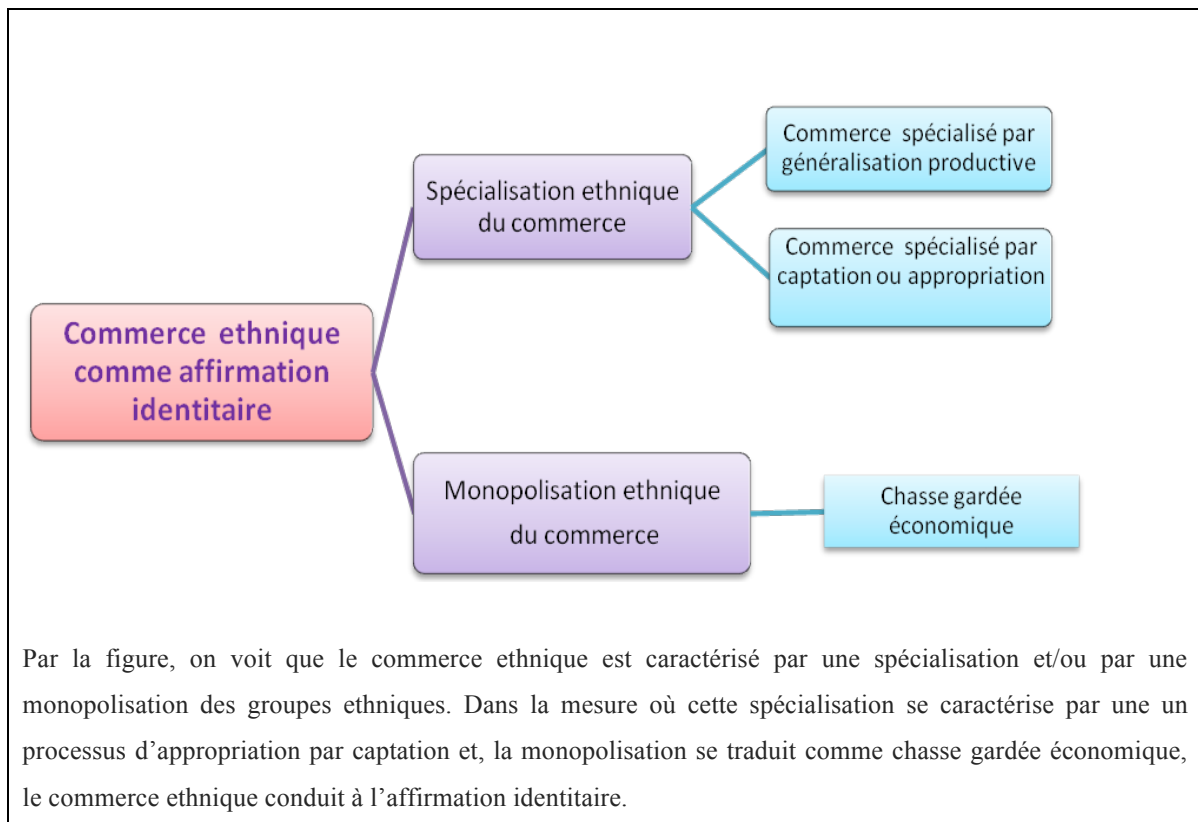 Commerce spécialisé par
généralisation productive
Spécialisation ethnique
du commerce
Commerce spécialisé par
captation ou appropriation
Commerce ethnique
comme affirmation
identitaire
Monopolisation ethnique
du commerce
Chasse gardée
économique
Par la figure, on voit que le commerce ethnique est caractérisé par une spécialisation et/ou par une
monopolisation des groupes ethniques. Dans la mesure où cette spécialisation se caractérise par une un
processus d’appropriation par captation et, la monopolisation se traduit comme chasse gardée économique,
le commerce ethnique conduit à l’affirmation identitaire.